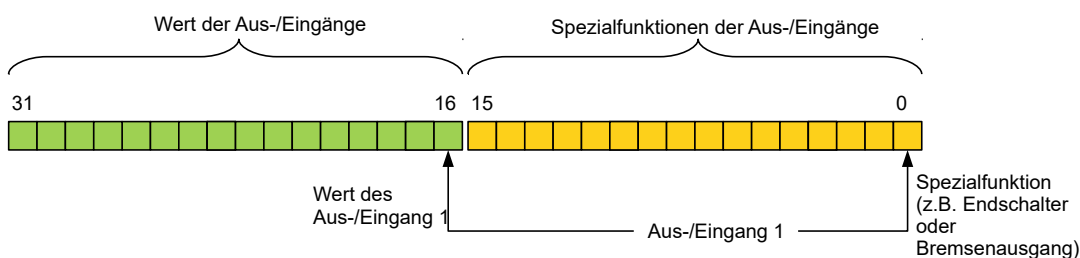 Wert der Aus-/Eingänge
Spezialfunktionen der Aus-/Eingänge
31
16
15
0
Wert des
Aus-/Eingang 1
Aus-/Eingang 1
Spezialfunktion
(z.B. Endschalter
oder
Bremsenausgang)